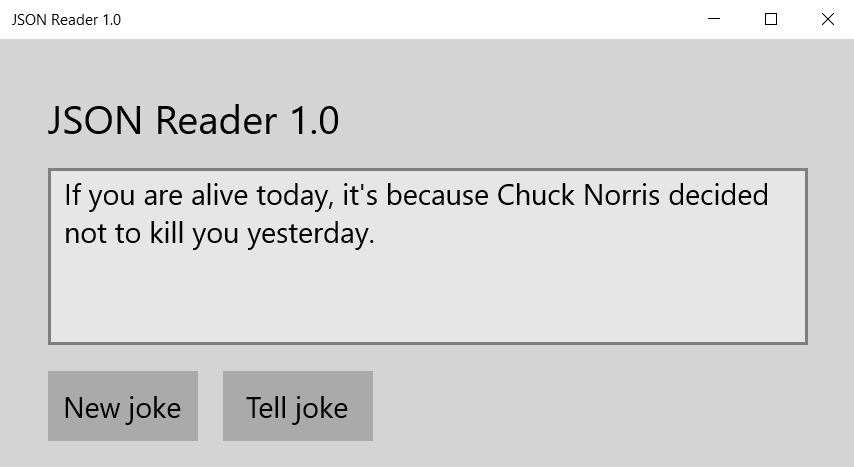 JSON Reader 1.0
JSON Reader 1.0
If you are alive today, it's because Chuck Norris decided
not to kill you yesterday.
New joke
Tell joke